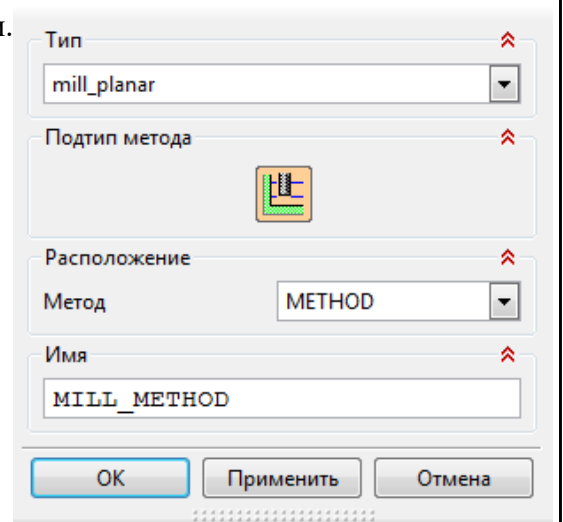 Тип
mill_planar
Подтип метода
Расположение
Метод METHOD
Имя
MILL_METHOD
OK Применить Отмена